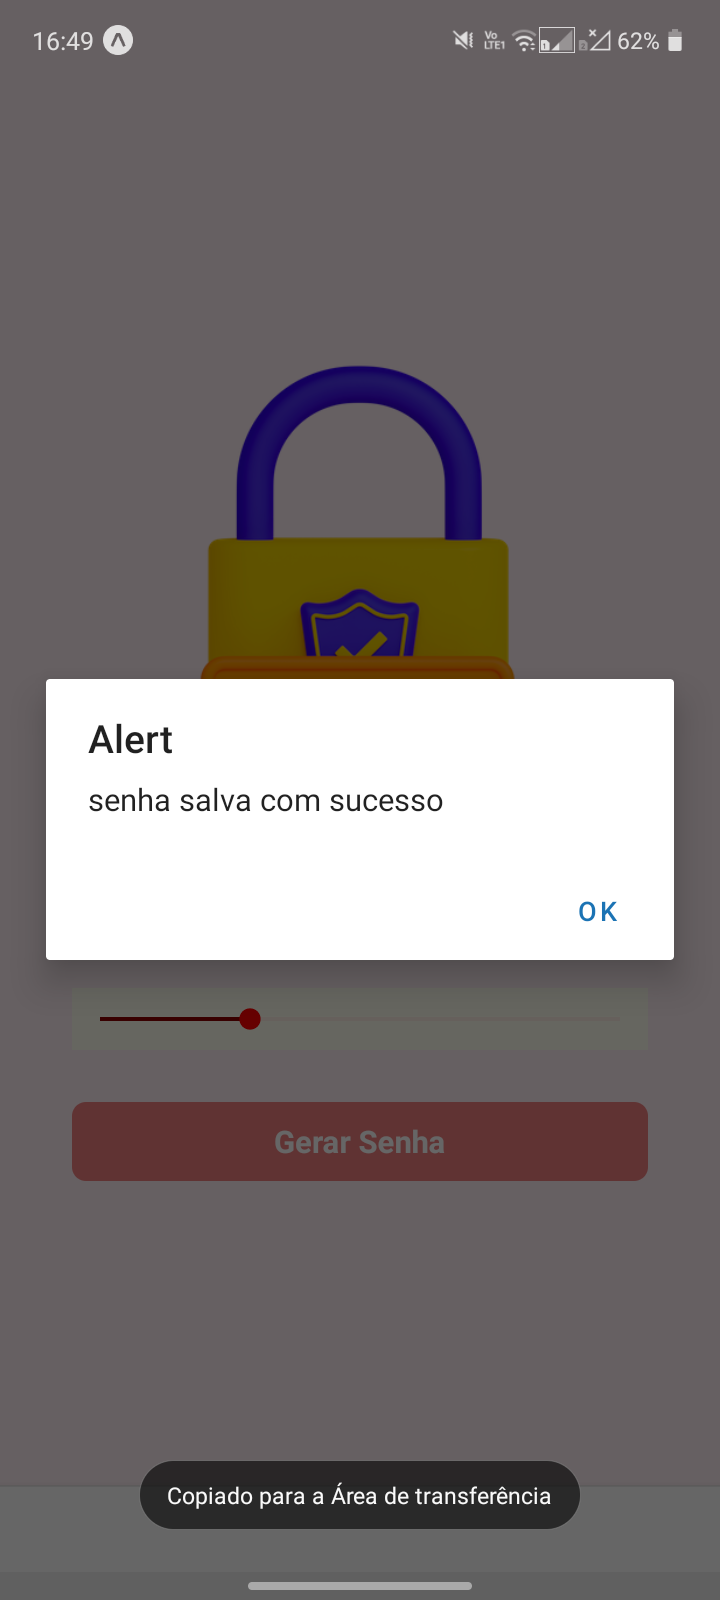 16:49
Vo
LTE1
62%
Alert
senha salva com sucesso
OK
Gerar Senha
Copiado para a Área de transferência